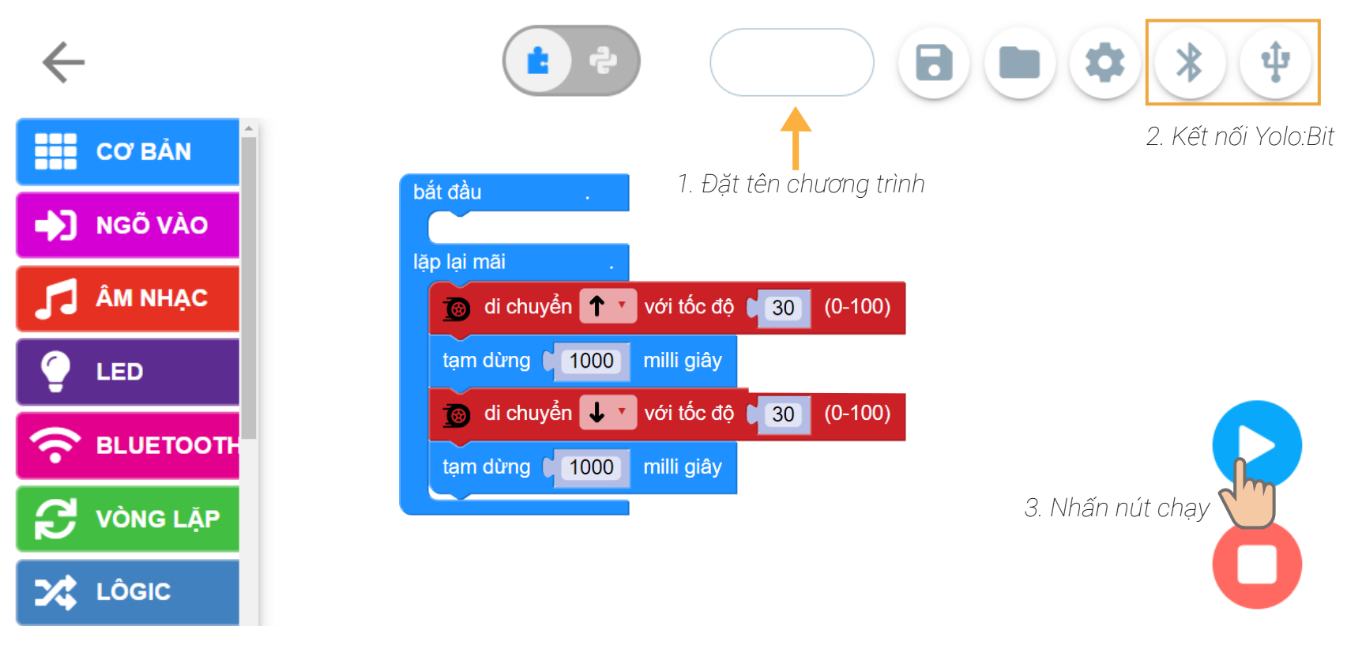 2. Kết nối Yolo:Bit
1. Đặt tên chương trình
CƠ BẢN
NGÕ VÀO
ÂM NHẠC
LED
BLUETOOTH
VÒNG LẶP
LÔGIC
bắt đầu .
lặp lại mãi .
di chuyển ↑ với tốc độ 30 (0-100)
tạm dừng 1000 milli giây
di chuyển ↓ với tốc độ 30 (0-100)
tạm dừng 1000 milli giây
3. Nhấn nút chạy